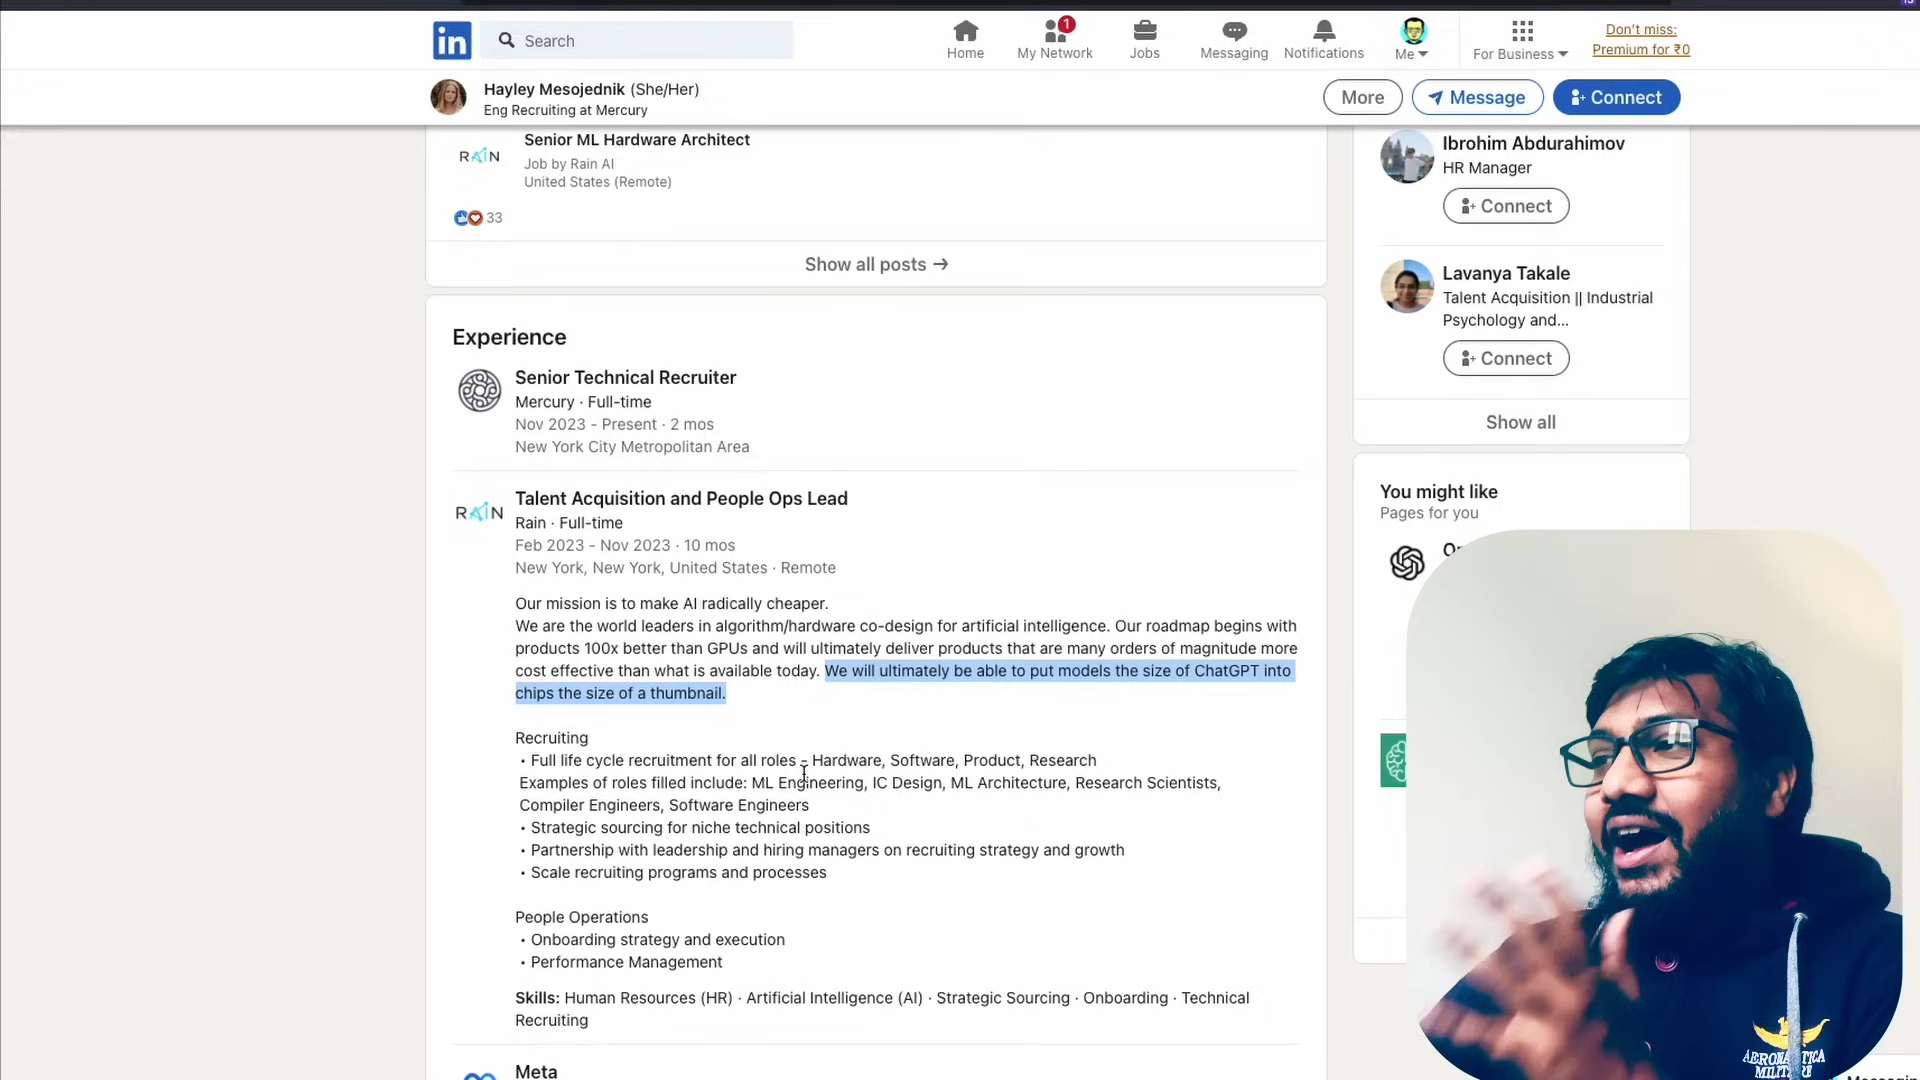 in
Search
Home
My Network
1
Jobs
Messaging
Notifications
Me
For Business
Don't miss:
Premium for ₹0
Hayley Mesojednik (She/Her)
Eng Recruiting at Mercury
More
Message
Connect
RAIN
Senior ML Hardware Architect
Job by Rain AI
United States (Remote)
33
Show all posts →
Experience
Senior Technical Recruiter
Mercury · Full-time
Nov 2023 - Present · 2 mos
New York City Metropolitan Area
RAIN
Talent Acquisition and People Ops Lead
Rain · Full-time
Feb 2023 - Nov 2023 · 10 mos
New York, New York, United States · Remote
Our mission is to make AI radically cheaper.
We are the world leaders in algorithm/hardware co-design for artificial intelligence. Our roadmap begins with
products 100x better than GPUs and will ultimately deliver products that are many orders of magnitude more
cost effective than what is available today. We will ultimately be able to put models the size of ChatGPT into
chips the size of a thumbnail.
Recruiting
• Full life cycle recruitment for all roles - Hardware, Software, Product, Research
Examples of roles filled include: ML Engineering, IC Design, ML Architecture, Research Scientists,
Compiler Engineers, Software Engineers
• Strategic sourcing for niche technical positions
• Partnership with leadership and hiring managers on recruiting strategy and growth
• Scale recruiting programs and processes
People Operations
• Onboarding strategy and execution
• Performance Management
Skills: Human Resources (HR) · Artificial Intelligence (AI) · Strategic Sourcing · Onboarding · Technical
Recruiting
Meta
Ibrohim Abdurahimov
HR Manager
Connect
Lavanya Takale
Talent Acquisition || Industrial
Psychology and...
Connect
Show all
You might like
Pages for you
AERONAUTICA
MILITARE